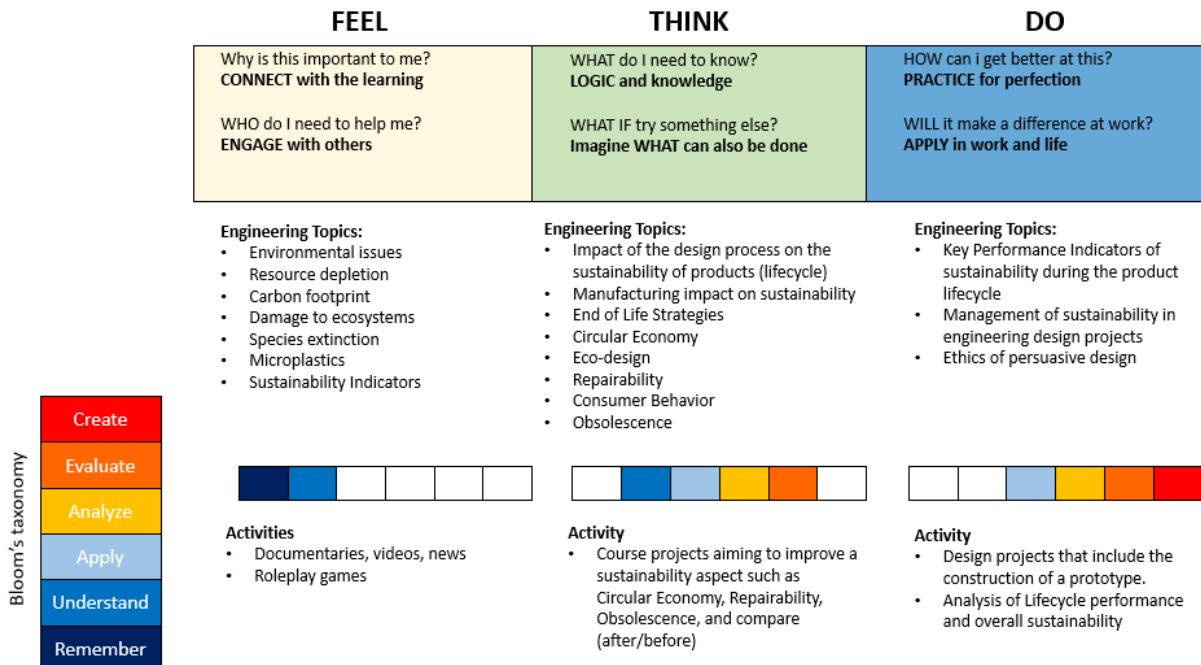 FEEL
THINK
DO
Why is this important to me?
CONNECT with the learning
WHO do I need to help me?
ENGAGE with others
WHAT do I need to know?
LOGIC and knowledge
WHAT IF try something else?
Imagine WHAT can also be done
HOW can i get better at this?
PRACTICE for perfection
WILL it make a difference at work?
APPLY in work and life
Engineering Topics:
• Environmental issues
• Resource depletion
• Carbon footprint
• Damage to ecosystems
• Species extinction
• Microplastics
• Sustainability Indicators
Engineering Topics:
• Impact of the design process on the
sustainability of products (lifecycle)
• Manufacturing impact on sustainability
• End of Life Strategies
• Circular Economy
• Eco-design
• Repairability
• Consumer Behavior
• Obsolescence
Engineering Topics:
• Key Performance Indicators of
sustainability during the product
lifecycle
• Management of sustainability in
engineering design projects
• Ethics of persuasive design
Bloom's taxonomy
Create
Evaluate
Analyze
Apply
Understand
Remember
Activities
• Documentaries, videos, news
• Roleplay games
Activity
• Course projects aiming to improve a
sustainability aspect such as
Circular Economy, Repairability,
Obsolescence, and compare
(after/before)
Activity
• Design projects that include the
construction of a prototype.
• Analysis of Lifecycle performance
and overall sustainability